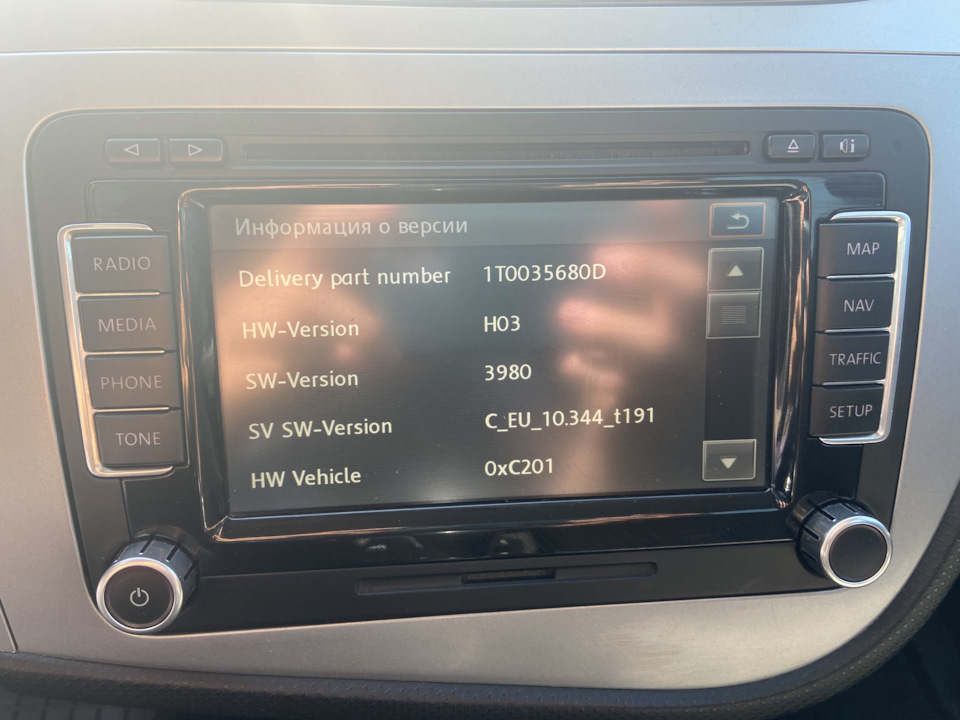 Информация о версии
Delivery part number 1T0035680D
HW-Version H03
SW-Version 3980
SV SW-Version C_EU_10.344_t191
HW Vehicle 0xC201
RADIO
MEDIA
PHONE
TONE
MAP
NAV
TRAFFIC
SETUP